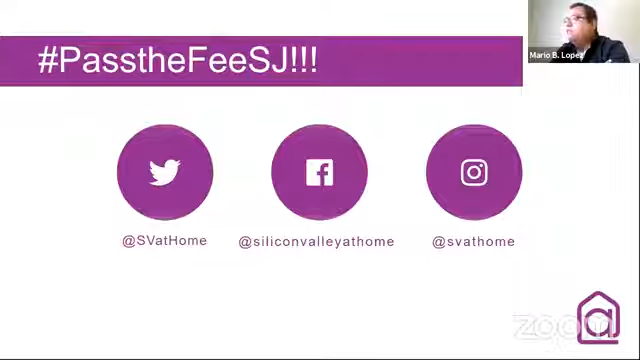 #PasstheFeeSJ!!!
Mario B. Lopez
@SVatHome
@siliconvalleyathome
@svathome
zoom